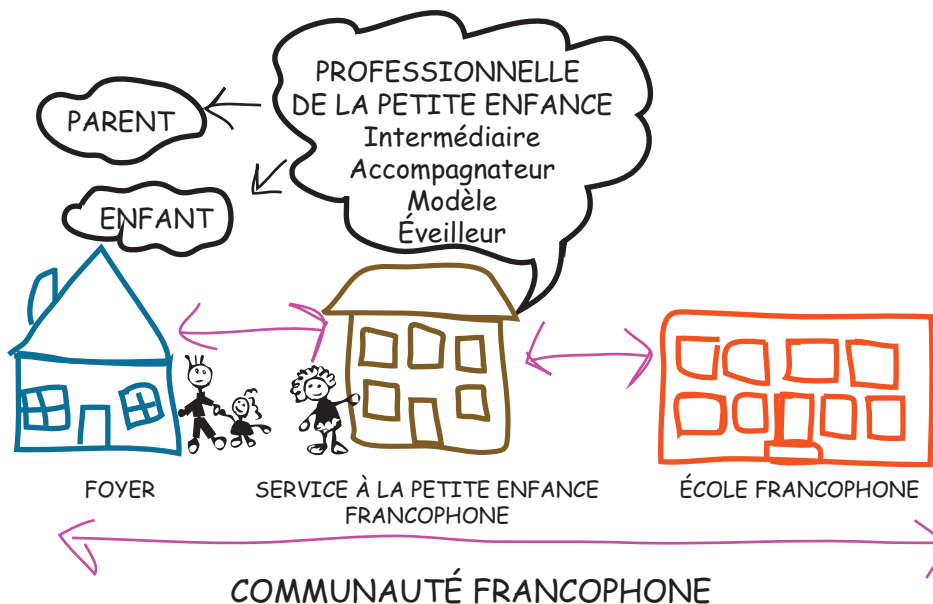 PROFESSIONNELLE
DE LA PETITE ENFANCE
Intermédiaire
Accompagnateur
Modèle
Éveilleur
PARENT
ENFANT
FOYER
SERVICE À LA PETITE ENFANCE
FRANCOPHONE
ÉCOLE FRANCOPHONE
COMMUNAUTÉ FRANCOPHONE